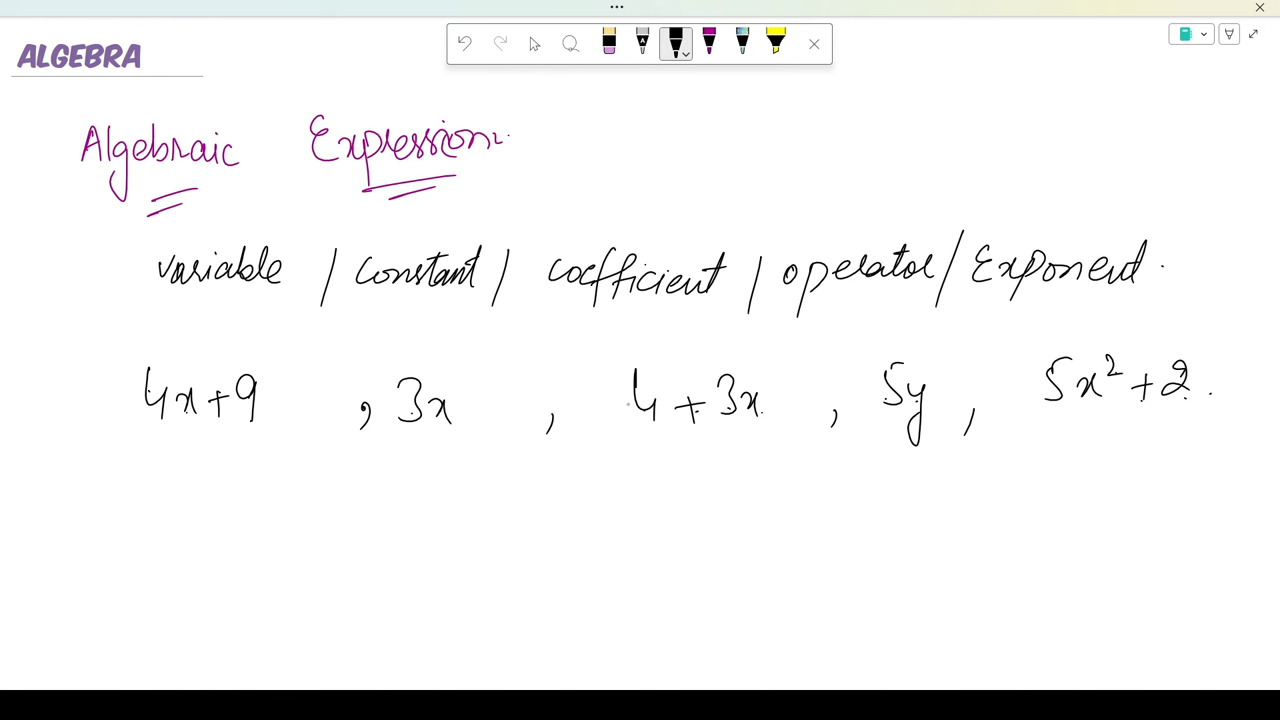 ALGEBRA
Algebraic Expression
variable / constant / coefficient / operator / Exponent.
4x+9 , 3x , 4+3x , 5y , 5x²+2.